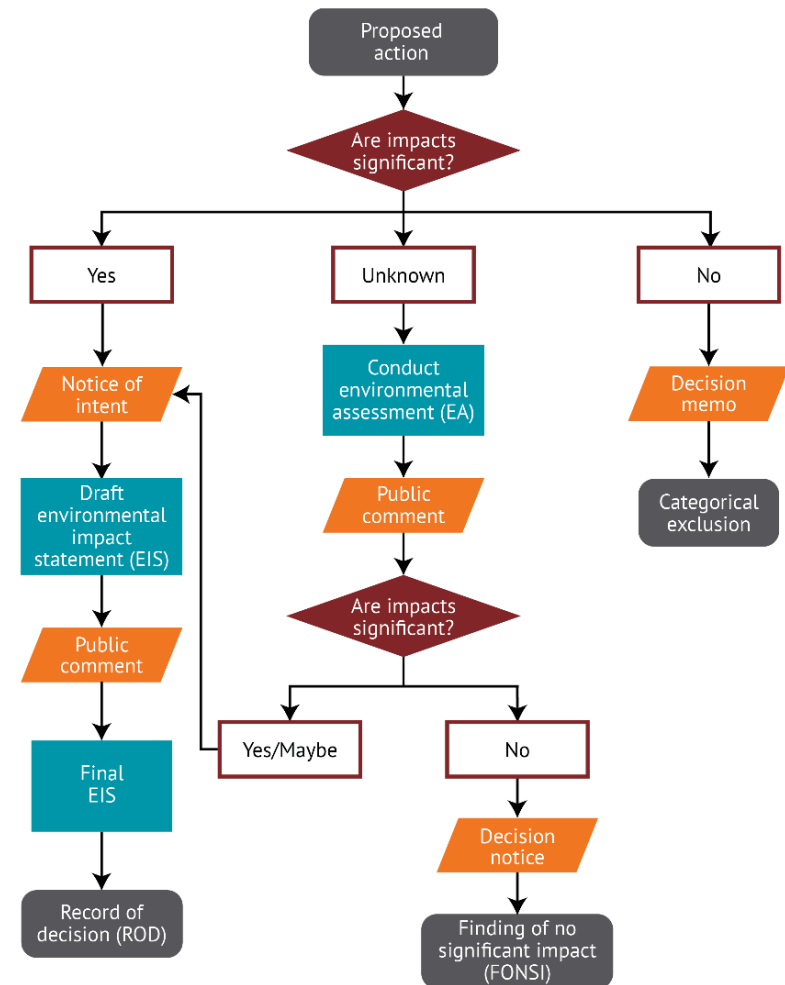 Proposed
action
Are impacts
significant?
Yes
Unknown
No
Notice of
intent
Conduct
environmental
assessment (EA)
Decision
memo
Draft
environmental
impact
statement (EIS)
Public
comment
Categorical
exclusion
Are impacts
significant?
Public
comment
Yes/Maybe
No
Final
EIS
Decision
notice
Record of
decision (ROD)
Finding of no
significant impact
(FONSI)